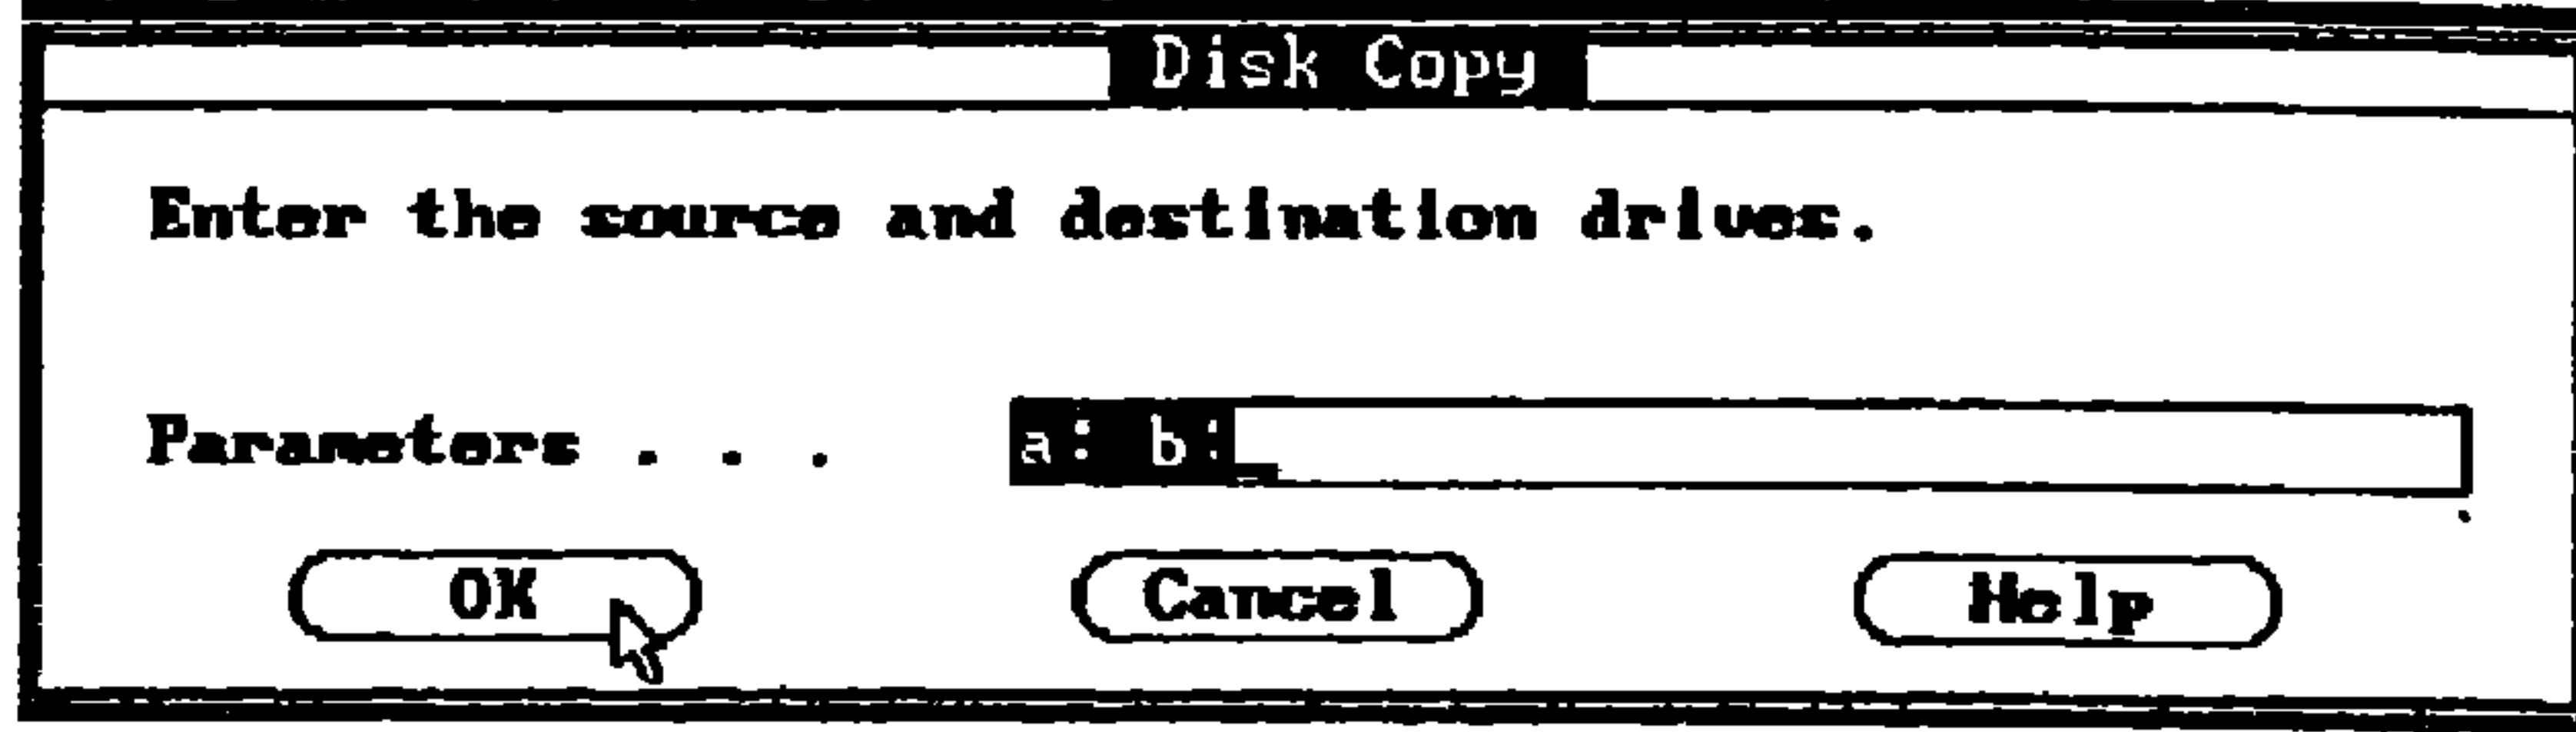 Disk Copy
Enter the source and destination drives.
Parameters . . . a: b:
OK Cancel Help